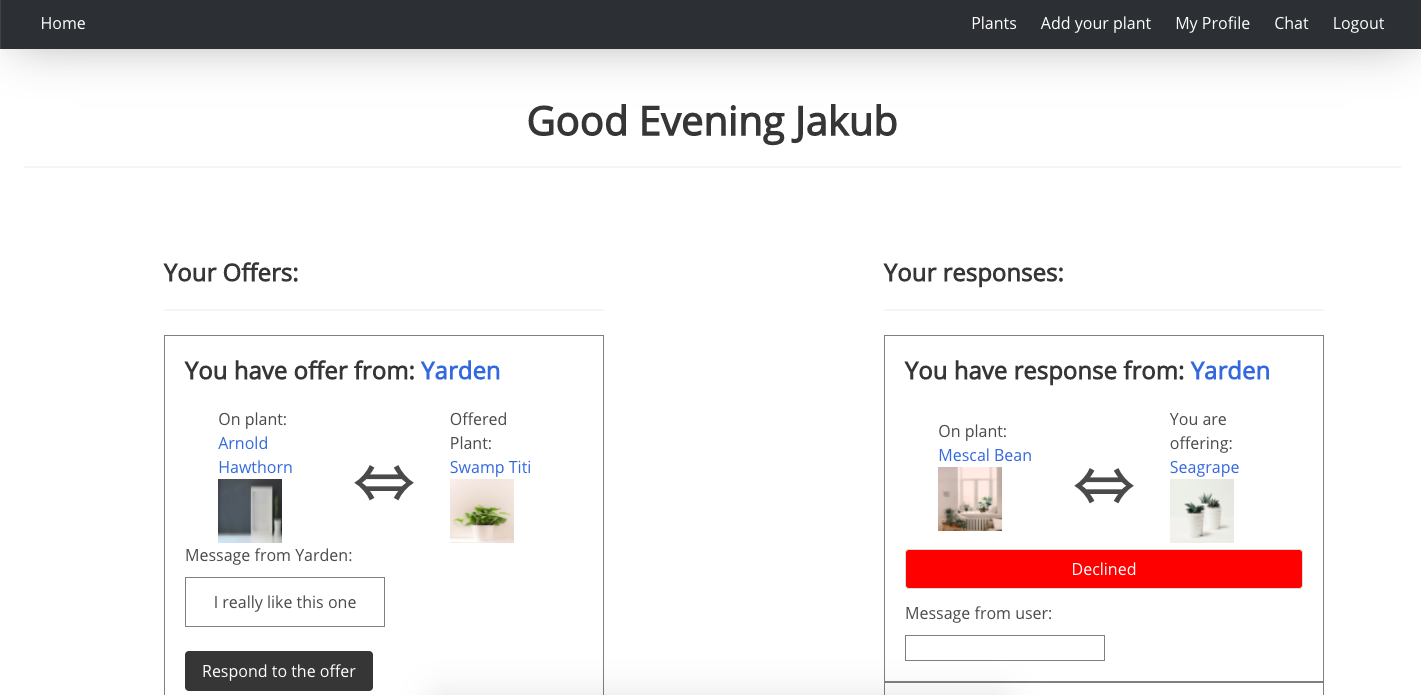 Home Plants Add your plant My Profile Chat Logout
Good Evening Jakub
Your Offers:
You have offer from: Yarden
On plant:
Arnold
Hawthorn
Offered
Plant:
Swamp Titi
Message from Yarden:
I really like this one
Respond to the offer
Your responses:
You have response from: Yarden
On plant:
Mescal Bean
You are
offering:
Seagrape
Declined
Message from user: